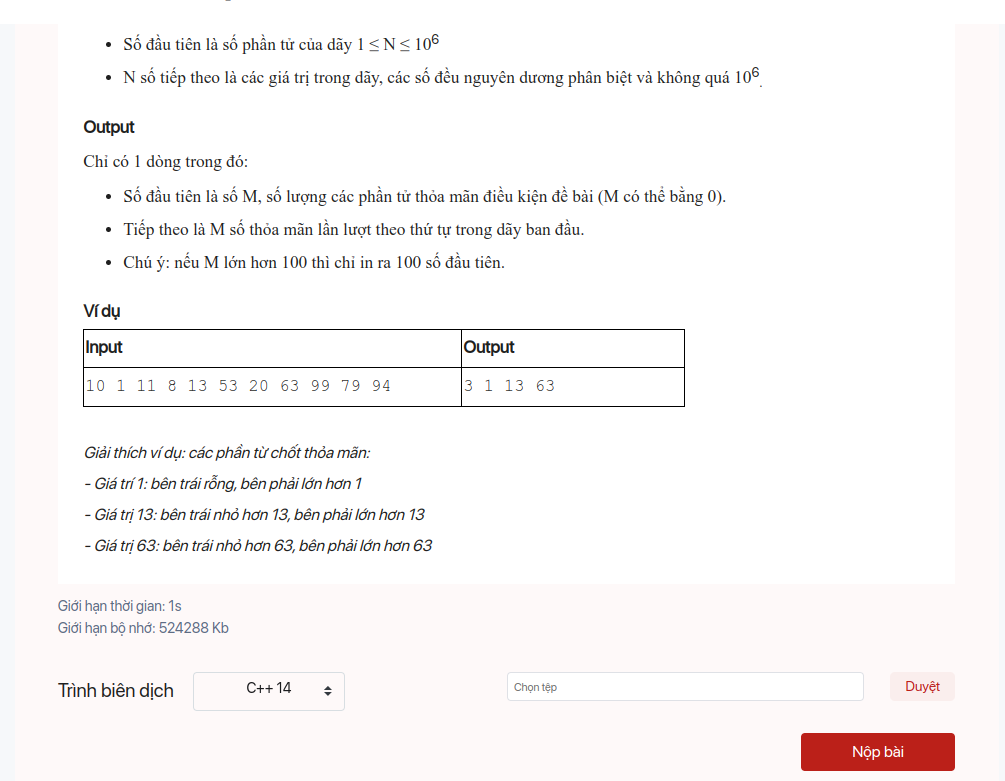 Số đầu tiên là số phần tử của dãy 1 ≤ N ≤ 10⁶
N số tiếp theo là các giá trị trong dãy, các số đều nguyên dương phân biệt và không quá 10⁶.
Output
Chỉ có 1 dòng trong đó:
Số đầu tiên là số M, số lượng các phần tử thỏa mãn điều kiện đề bài (M có thể bằng 0).
Tiếp theo là M số thỏa mãn lần lượt theo thứ tự trong dãy ban đầu.
Chú ý: nếu M lớn hơn 100 thì chỉ in ra 100 số đầu tiên.
Ví dụ
Input Output
10 1 11 8 13 53 20 63 99 79 94 3 1 13 63
Giải thích ví dụ: các phần từ chốt thỏa mãn:
- Giá trí 1: bên trái rỗng, bên phải lớn hơn 1
- Giá trị 13: bên trái nhỏ hơn 13, bên phải lớn hơn 13
- Giá trị 63: bên trái nhỏ hơn 63, bên phải lớn hơn 63
Giới hạn thời gian: 1s
Giới hạn bộ nhớ: 524288 Kb
Trình biên dịch C++ 14 Chọn tệp Duyệt
Nộp bài